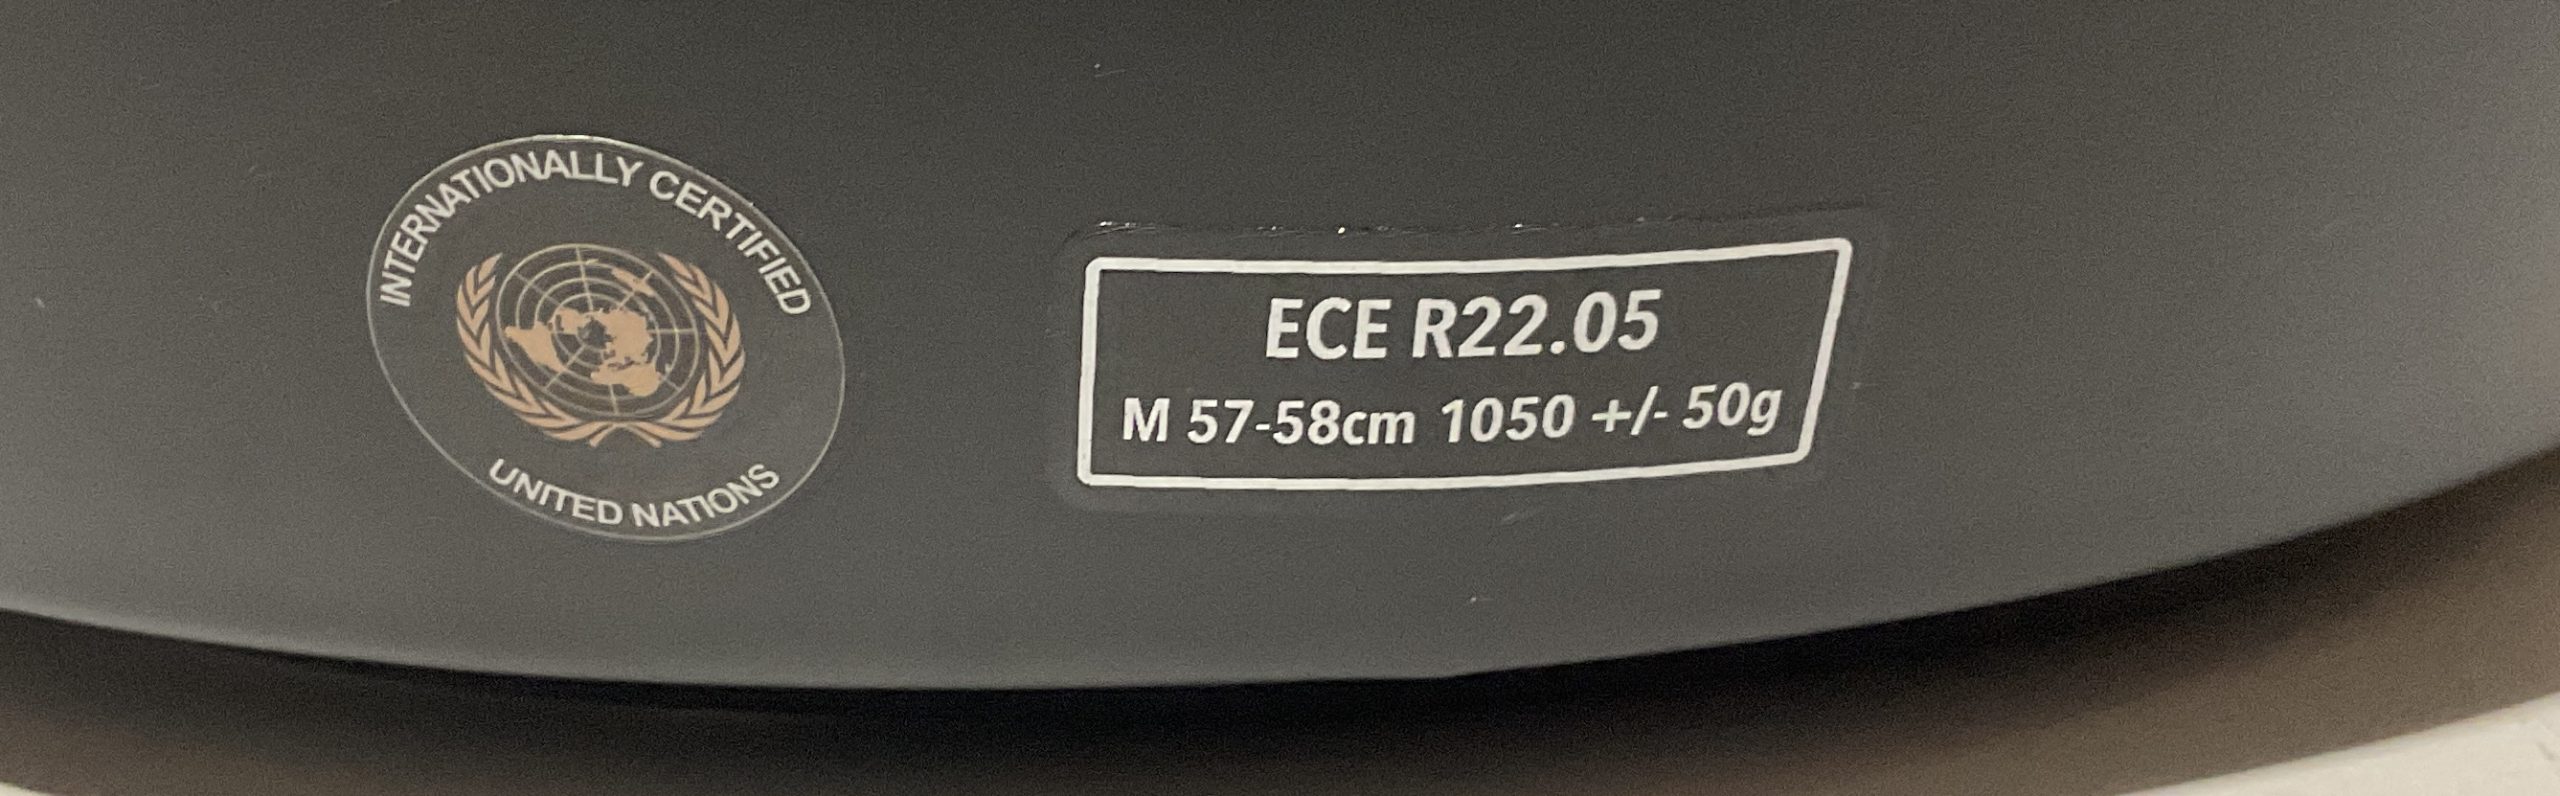 INTERNATIONALLY CERTIFIED
UNITED NATIONS
ECE R22.05
M 57-58cm 1050 +/- 50g